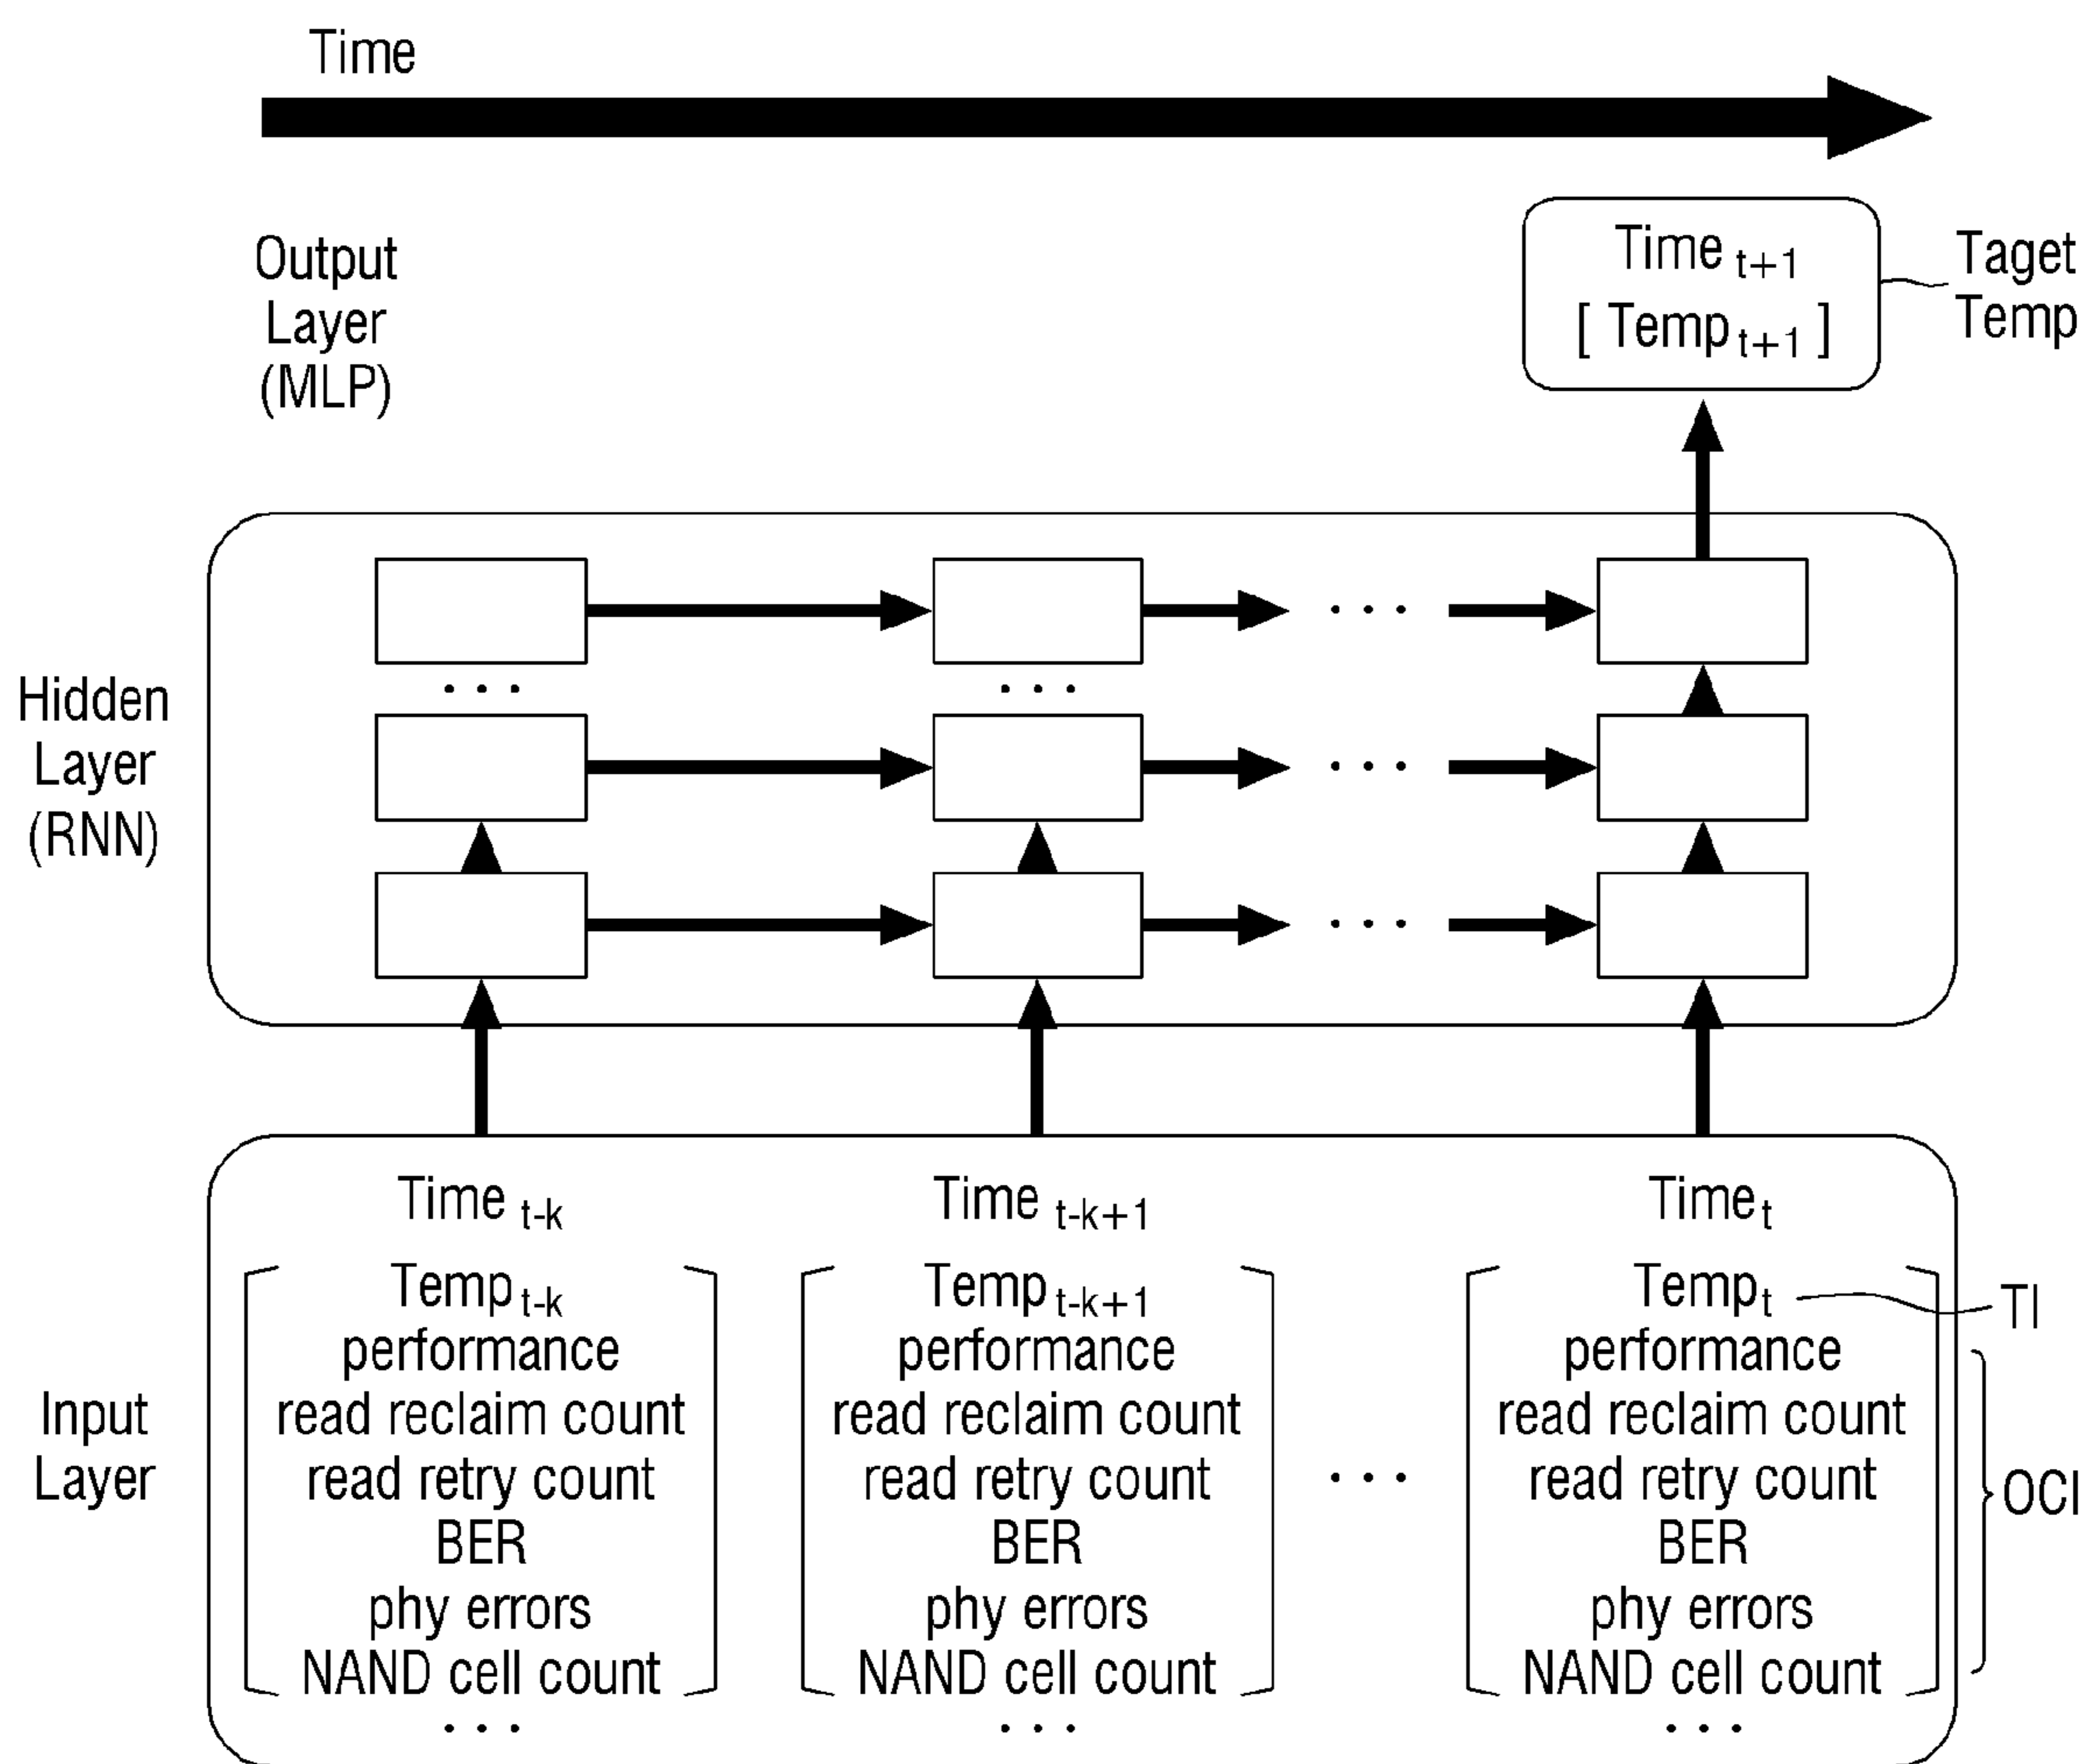 Time
Output
Layer
(MLP)
Time t+1
[ Temp t+1 ]
Taget
Temp
Hidden
Layer
(RNN)
Input
Layer
Time t-k
Temp t-k
performance
read reclaim count
read retry count
BER
phy errors
NAND cell count
...
Time t-k+1
Temp t-k+1
performance
read reclaim count
read retry count
BER
phy errors
NAND cell count
...
...
Time t
Temp t
performance
read reclaim count
read retry count
BER
phy errors
NAND cell count
...
TI
OCI